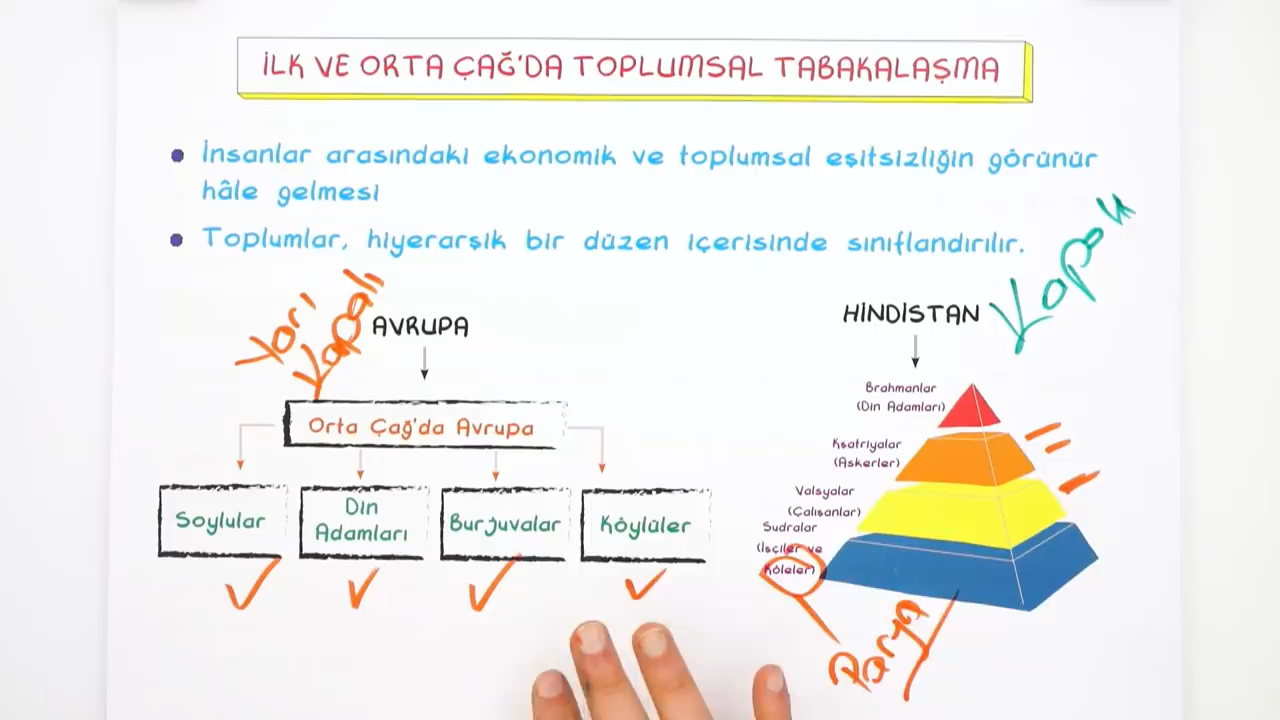 İLK VE ORTA ÇAĞ'DA TOPLUMSAL TABAKALAŞMA
İnsanlar arasındaki ekonomik ve toplumsal eşitsizliğin görünür
hâle gelmesi
Toplumlar, hiyerarşik bir düzen içerisinde sınıflandırılır.
Yarı
Kapalı
AVRUPA
Orta Çağ'da Avrupa
Soylular
Din
Adamları
Burjuvalar
Köylüler
HİNDİSTAN
Kapalı
Brahmanlar
(Din Adamları)
Ksatriyalar
(Askerler)
Vaisyalar
(Çalışanlar)
Sudralar
(İşçiler ve
Köleler)
Parya